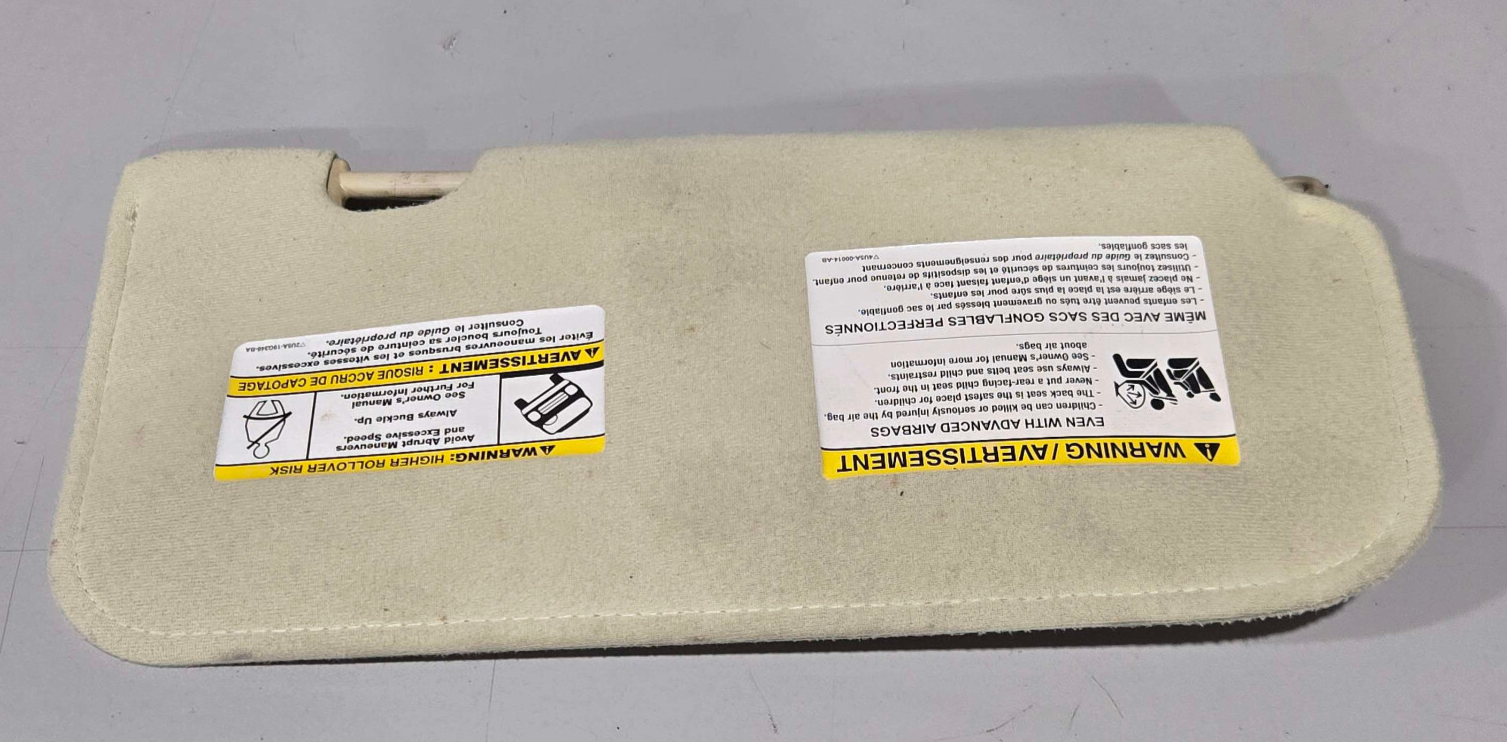 WARNING / AVERTISSEMENT
EVEN WITH ADVANCED AIRBAGS
- Children can be killed or seriously injured by the air bag.
- The back seat is the safest place for children.
- Never put a rear-facing child seat in the front.
- Always use seat belts and child restraints.
- See Owner's Manual for more information
about air bags.
MÊME AVEC DES SACS GONFLABLES PERFECTIONNÉS
- Les enfants peuvent être tués ou gravement blessés par le sac gonflable.
- Le siège arrière est la place la plus sûre pour les enfants.
- Ne placez jamais à l'avant un siège d'enfant faisant face à l'arrière.
- Utilisez toujours les ceintures de sécurité et les dispositifs de retenue pour enfant.
- Consultez le Guide du propriétaire pour des renseignements concernant
les sacs gonflables.
▽4USA-00014-AB
WARNING: HIGHER ROLLOVER RISK
Avoid Abrupt Maneuvers
and Excessive Speed.
Always Buckle Up.
See Owner's Manual
For Further Information.
AVERTISSEMENT : RISQUE ACCRU DE CAPOTAGE
Éviter les manoeuvres brusques et les vitesses excessives.
Toujours boucler sa ceinture de sécurité.
Consulter le Guide du propriétaire.
▽2USA-19G346-BA